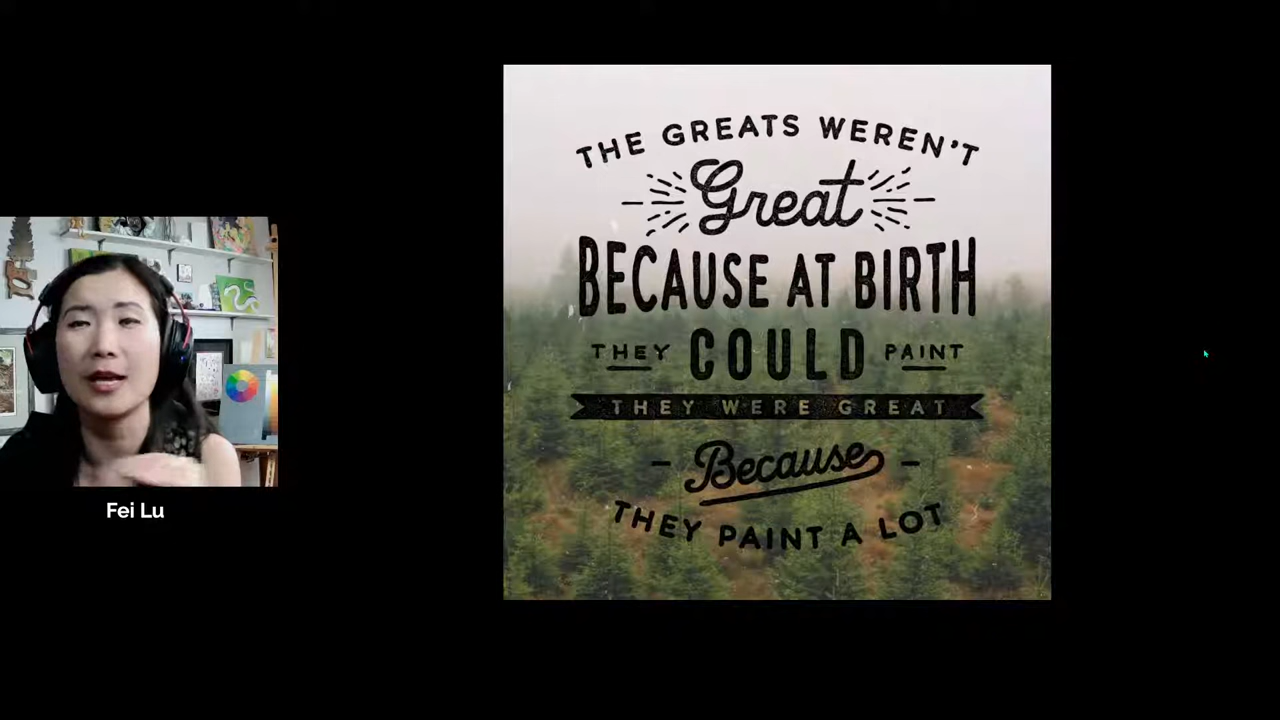 THE GREATS WEREN'T
Great
BECAUSE AT BIRTH
THEY COULD PAINT
THEY WERE GREAT
Because
THEY PAINT A LOT
Fei Lu